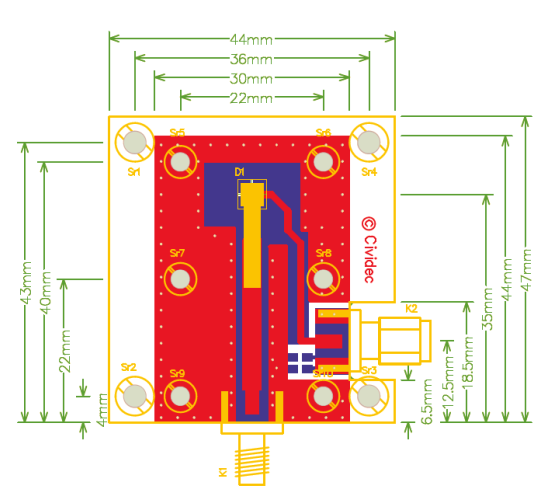 44mm
36mm
30mm
22mm
Sr5
Sr6
Sr1
D1
Sr4
© Cividec
Sr7
Sr8
43mm
40mm
22mm
4mm
47mm
44mm
35mm
18.5mm
12.5mm
6.5mm
K2
Sr2
Sr9
Sr10
Sr3
K1